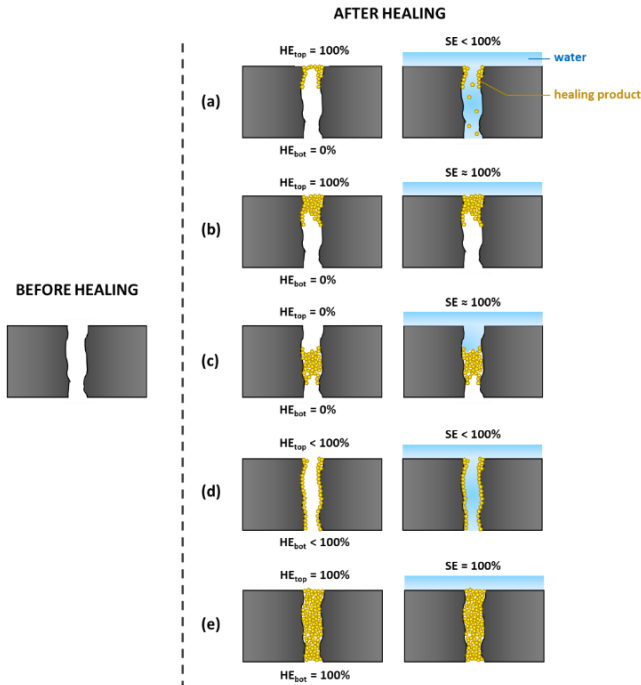 AFTER HEALING
HEtop = 100%
SE < 100%
water
healing product
(a)
HEbot = 0%
HEtop = 100%
SE ≈ 100%
(b)
HEbot = 0%
BEFORE HEALING
HEtop = 0%
SE ≈ 100%
(c)
HEbot = 0%
HEtop < 100%
SE < 100%
(d)
HEbot < 100%
HEtop = 100%
SE = 100%
(e)
HEbot = 100%